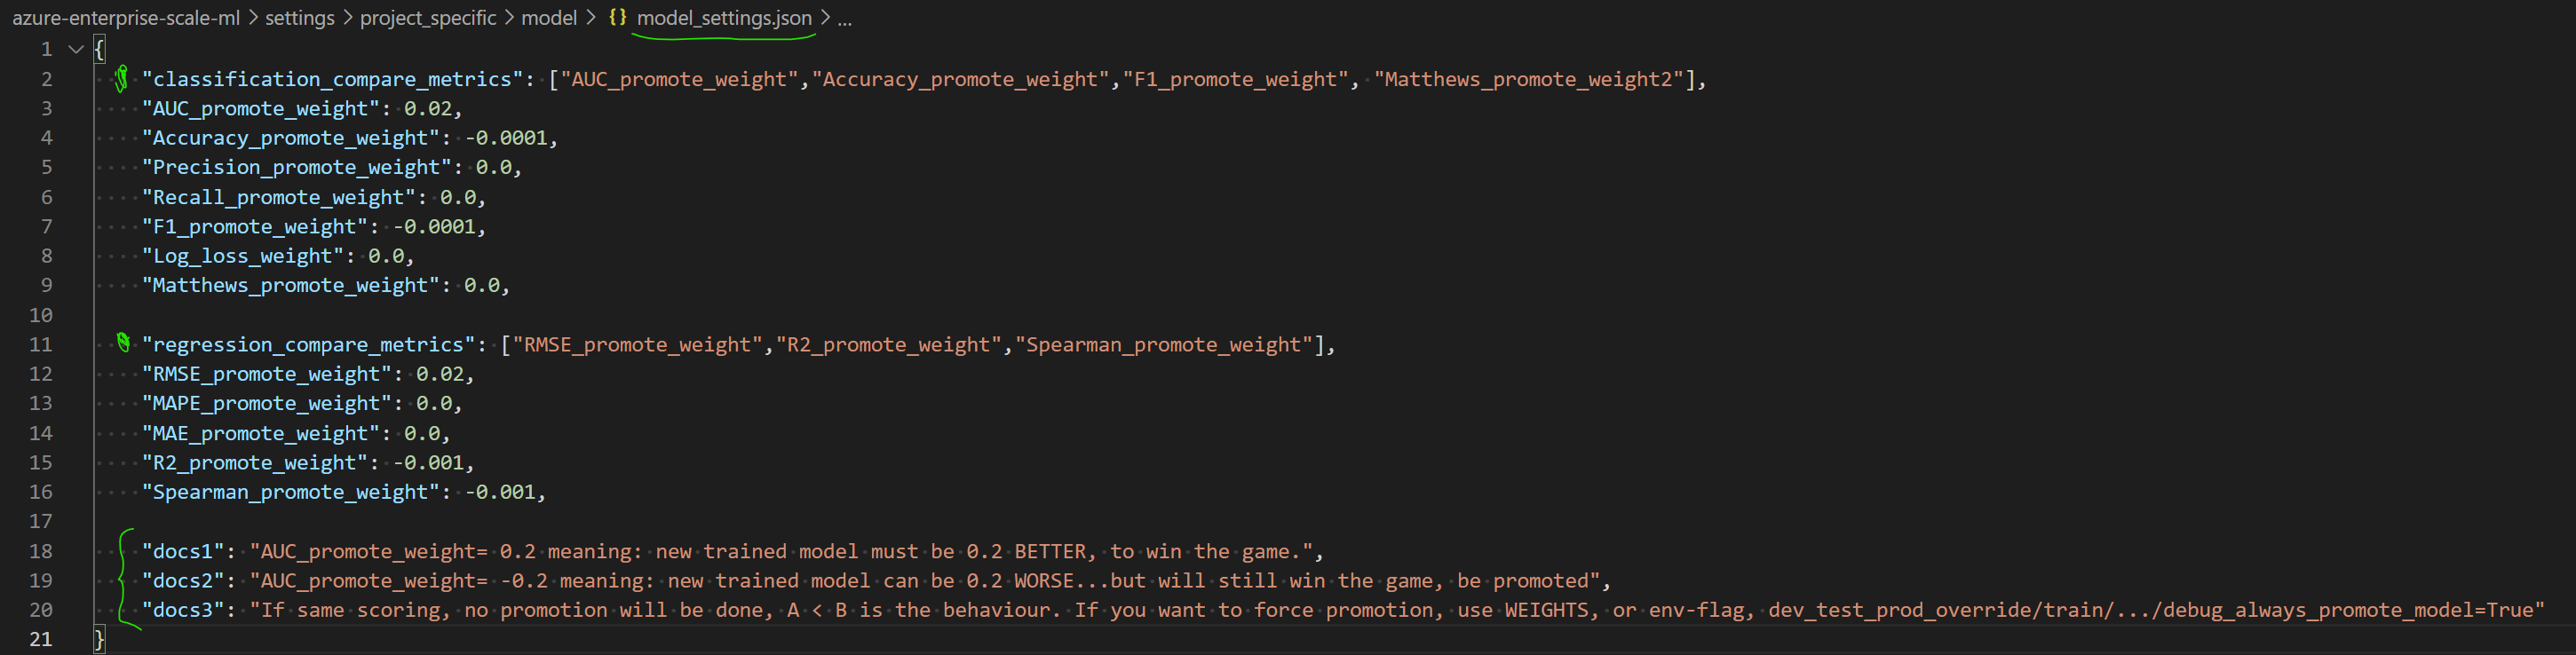 azure-enterprise-scale-ml > settings > project_specific > model > {} model_settings.json > ...
1 {
2 "classification_compare_metrics": ["AUC_promote_weight","Accuracy_promote_weight","F1_promote_weight", "Matthews_promote_weight2"],
3 "AUC_promote_weight": 0.02,
4 "Accuracy_promote_weight": -0.0001,
5 "Precision_promote_weight": 0.0,
6 "Recall_promote_weight": 0.0,
7 "F1_promote_weight": -0.0001,
8 "Log_loss_weight": 0.0,
9 "Matthews_promote_weight": 0.0,
10
11 "regression_compare_metrics": ["RMSE_promote_weight","R2_promote_weight","Spearman_promote_weight"],
12 "RMSE_promote_weight": 0.02,
13 "MAPE_promote_weight": 0.0,
14 "MAE_promote_weight": 0.0,
15 "R2_promote_weight": -0.001,
16 "Spearman_promote_weight": -0.001,
17
18 "docs1": "AUC_promote_weight= 0.2 meaning: new trained model must be 0.2 BETTER, to win the game.",
19 "docs2": "AUC_promote_weight= -0.2 meaning: new trained model can be 0.2 WORSE...but will still win the game, be promoted",
20 "docs3": "If same scoring, no promotion will be done, A < B is the behaviour. If you want to force promotion, use WEIGHTS, or env-flag, dev_test_prod_override/train/.../debug_always_promote_model=True"
21 }